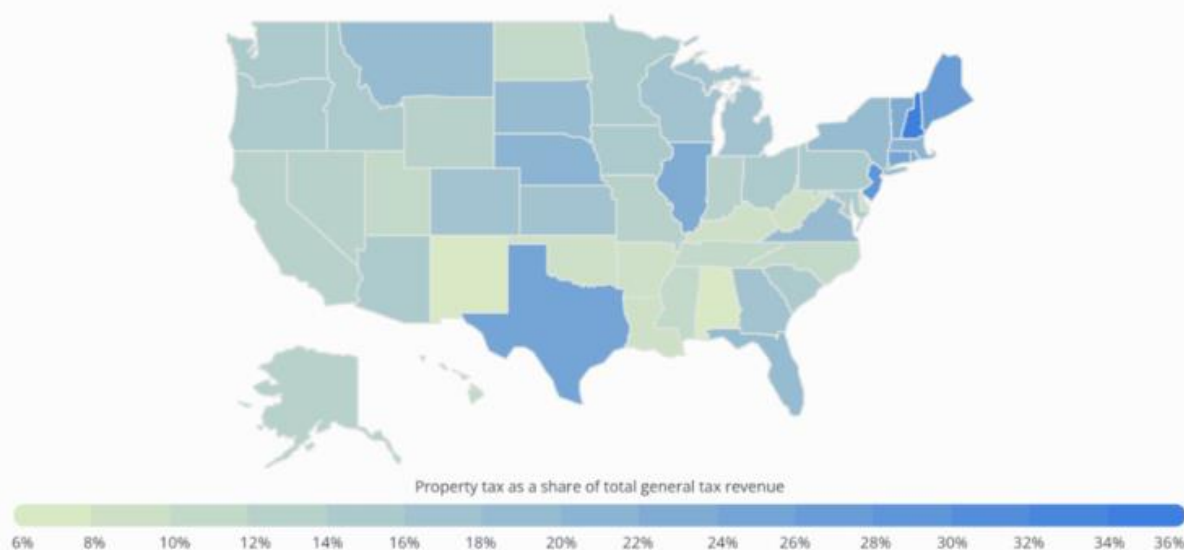 Property tax as a share of total general tax revenue
6% 8% 10% 12% 14% 16% 18% 20% 22% 24% 26% 28% 30% 32% 34% 36%